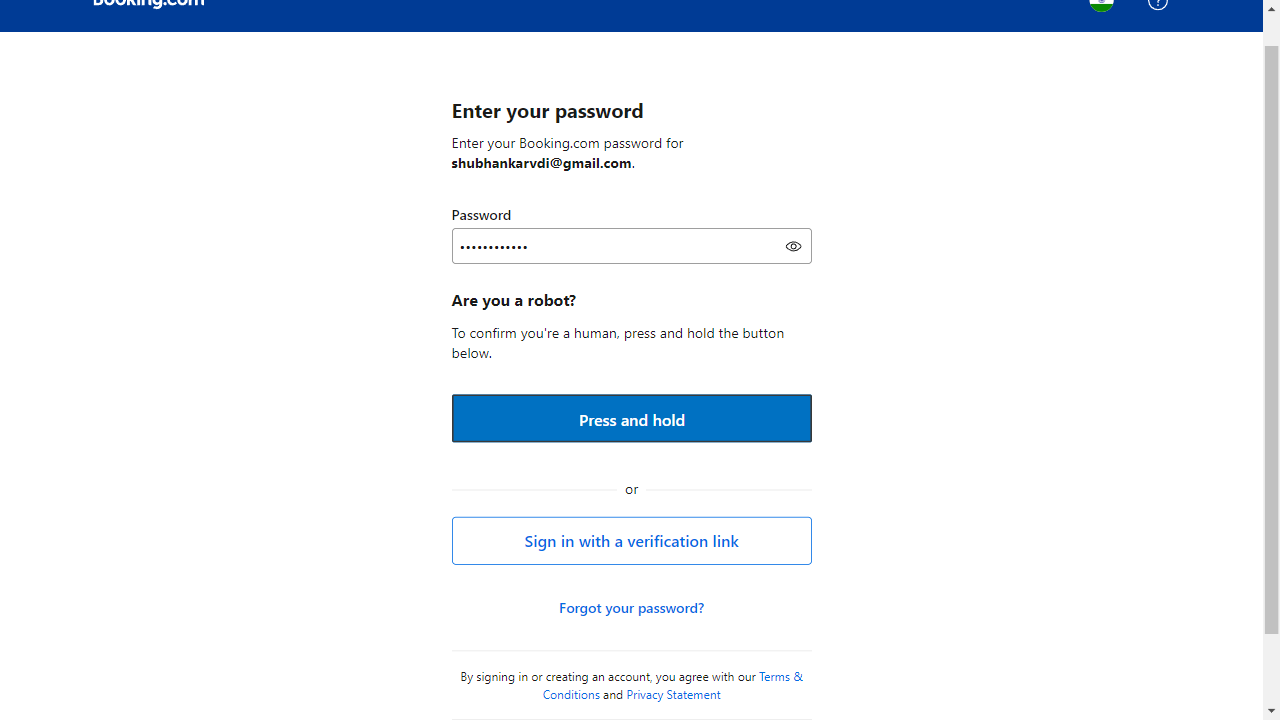 Booking.com
Enter your password
Enter your Booking.com password for
shubhankarvdi@gmail.com.
Password
••••••••••••
Are you a robot?
To confirm you're a human, press and hold the button
below.
Press and hold
or
Sign in with a verification link
Forgot your password?
By signing in or creating an account, you agree with our Terms &
Conditions and Privacy Statement